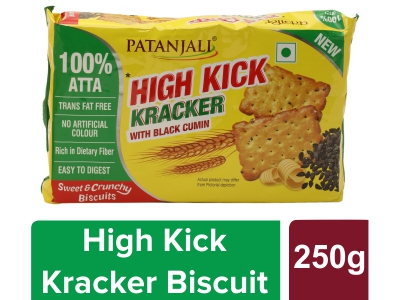 PATANJALI
NEW
100%
ATTA
TRANS FAT FREE
NO ARTIFICIAL
COLOUR
Rich in Dietary Fiber
EASY TO DIGEST
Sweet & Crunchy
Biscuits
HIGH KICK
KRACKER
WITH BLACK CUMIN
High Kick
Kracker Biscuit
250g